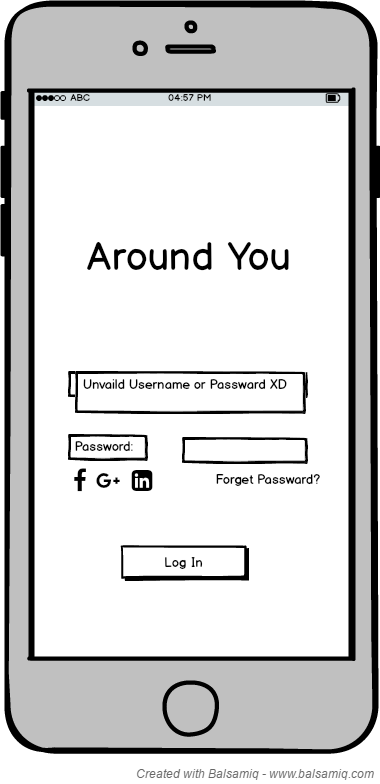 ABC 04:57 PM
Around You
Unvaild Username or Passward XD
Password:
f G+ in Forget Password?
Log In
Created with Balsamiq - www.balsamiq.com